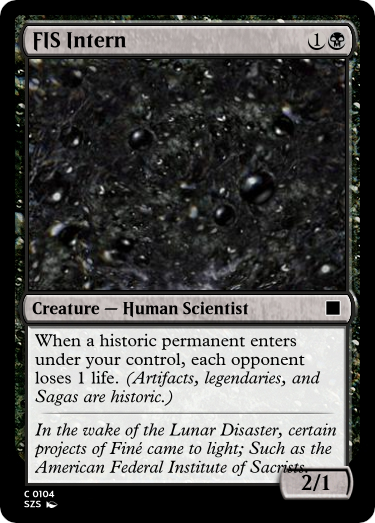 FIS Intern 1
Creature — Human Scientist
When a historic permanent enters
under your control, each opponent
loses 1 life. (Artifacts, legendaries, and
Sagas are historic.)
In the wake of the Lunar Disaster, certain
projects of Finé came to light; Such as the
American Federal Institute of Sacrists.
2/1
C 0104
SZS